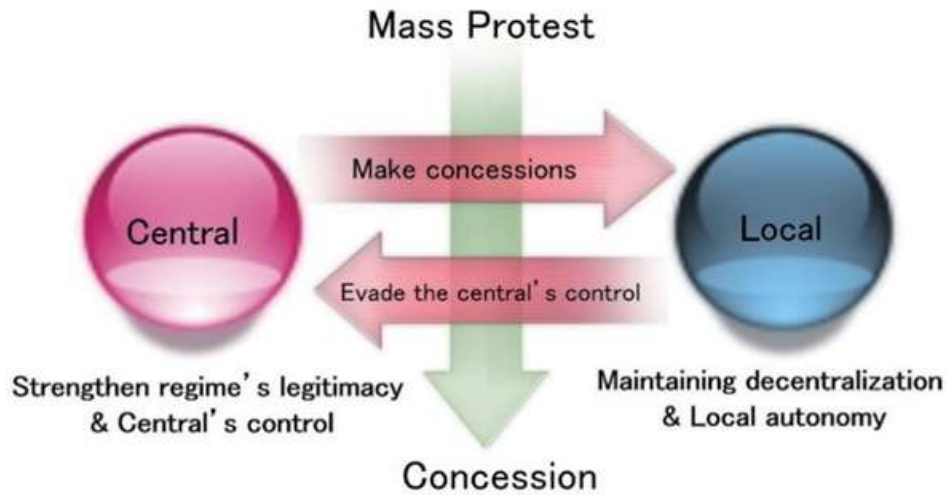 Mass Protest
Make concessions
Central
Local
Evade the central's control
Strengthen regime's legitimacy
& Central's control
Maintaining decentralization
& Local autonomy
Concession